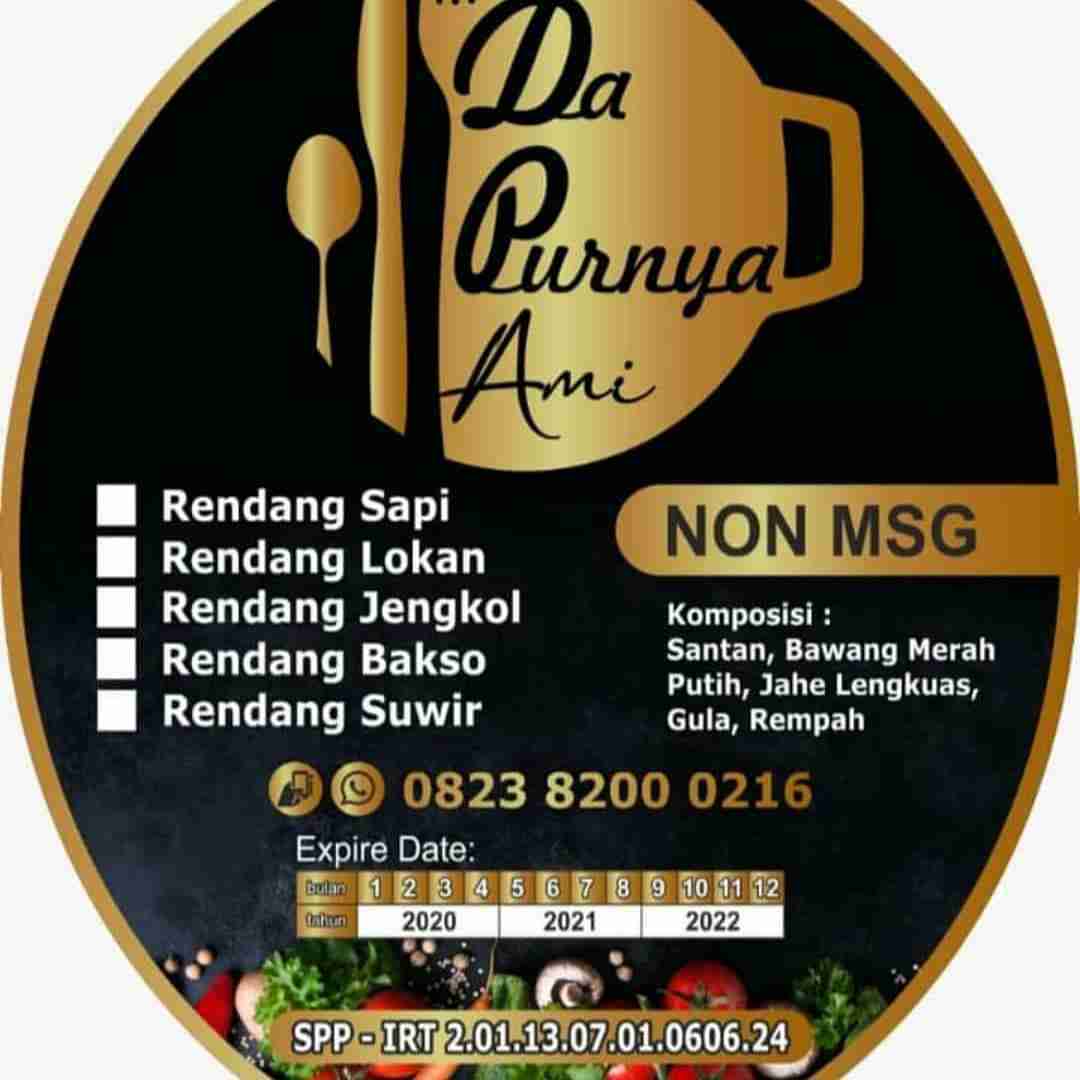 Da
Purnya
Ami
Rendang Sapi
Rendang Lokan
Rendang Jengkol
Rendang Bakso
Rendang Suwir
NON MSG
Komposisi :
Santan, Bawang Merah
Putih, Jahe Lengkuas,
Gula, Rempah
0823 8200 0216
Expire Date:
bulan 1 2 3 4 5 6 7 8 9 10 11 12
tahun 2020 2021 2022
SPP - IRT 2.01.13.07.01.0606.24